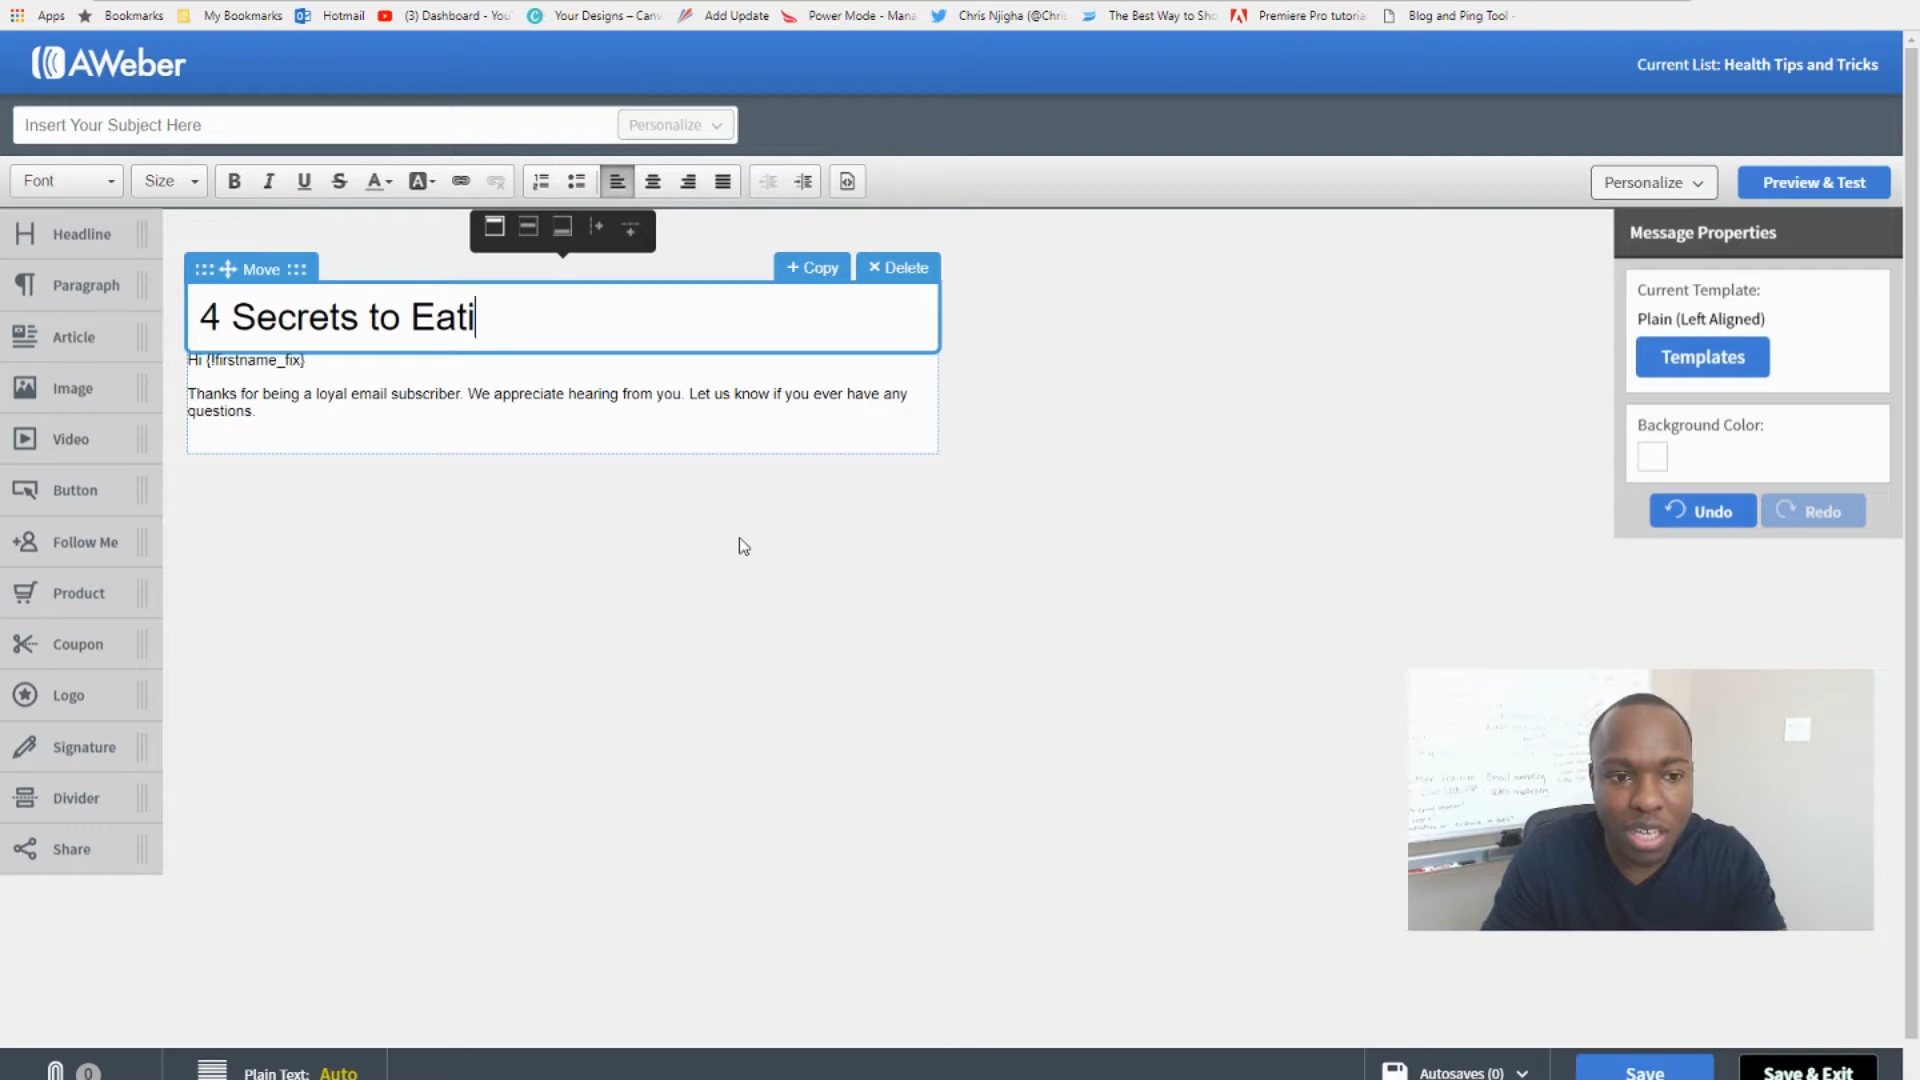 Apps Bookmarks My Bookmarks Hotmail (3) Dashboard - You Your Designs – Canv Add Update Power Mode - Mana Chris Njigha (@Chris The Best Way to Sho Premiere Pro tutoria Blog and Ping Tool -
AWeber
Current List: Health Tips and Tricks
Insert Your Subject Here
Personalize
Font
Size
B I U S A A
Personalize
Preview & Test
Headline
Paragraph
Article
Image
Video
Button
Follow Me
Product
Coupon
Logo
Signature
Divider
Share
Move
+ Copy
× Delete
4 Secrets to Eati
Hi {!firstname_fix}
Thanks for being a loyal email subscriber. We appreciate hearing from you. Let us know if you ever have any
questions.
Message Properties
Current Template:
Plain (Left Aligned)
Templates
Background Color:
Undo
Redo
Email marketing
0
Plain Text: Auto
Autosaves (0)
Save
Save & Exit